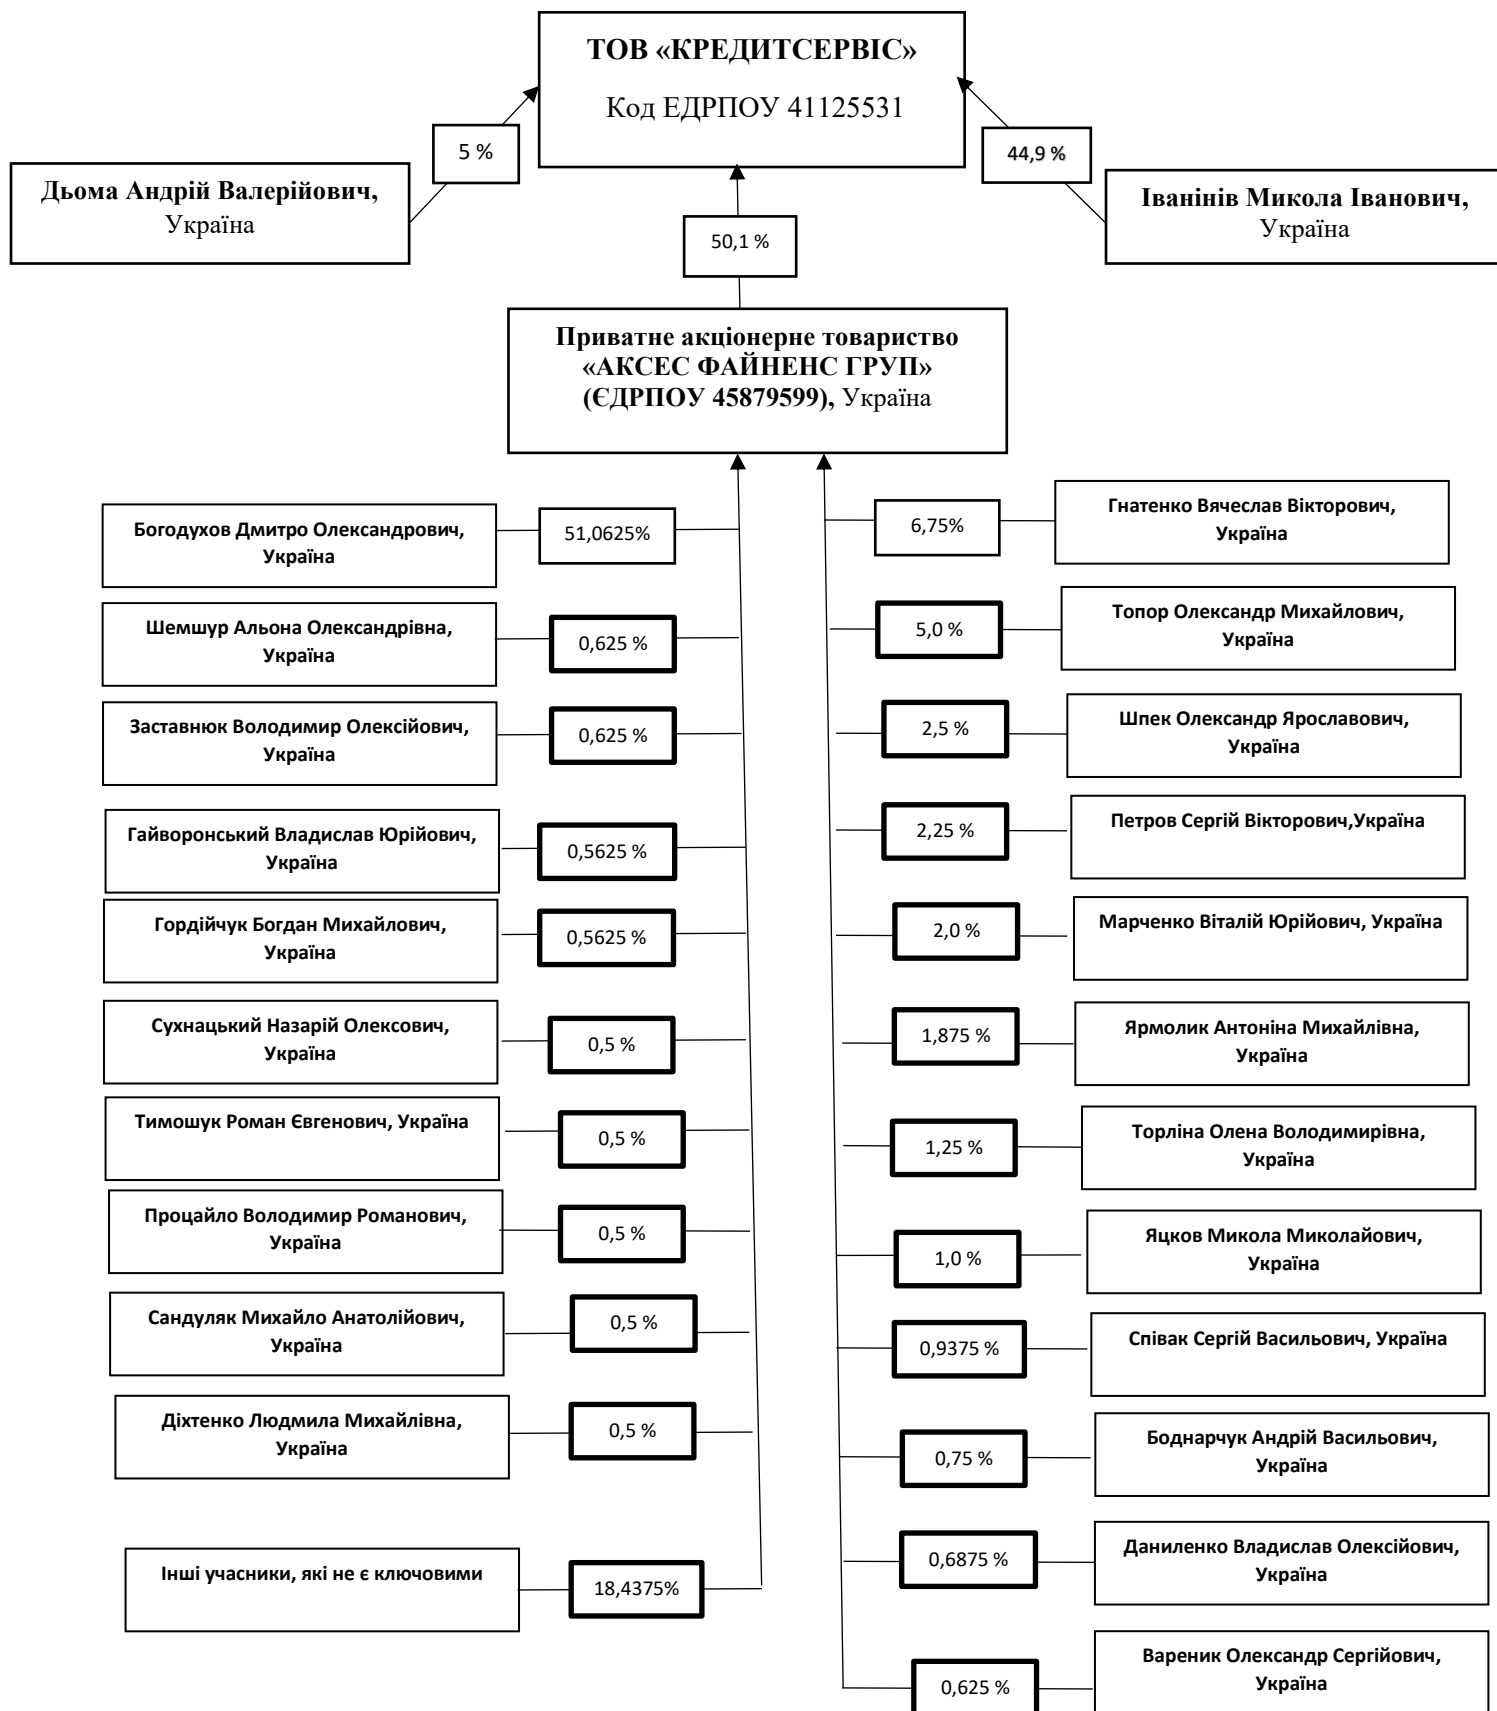 ТОВ «КРЕДИТСЕРВІС»
Код ЕДРПОУ 41125531
5 %
44,9 %
Дьома Андрій Валерійович,
Україна
Іванінів Микола Іванович,
Україна
50,1 %
Приватне акціонерне товариство
«АКСЕС ФАЙНЕНС ГРУП»
(ЄДРПОУ 45879599), Україна
Богодухов Дмитро Олександрович,
Україна
51,0625%
Шемшур Альона Олександрівна,
Україна
0,625 %
Заставнюк Володимир Олексійович,
Україна
0,625 %
Гайворонський Владислав Юрійович,
Україна
0,5625 %
Гордійчук Богдан Михайлович,
Україна
0,5625 %
Сухнацький Назарій Олексович,
Україна
0,5 %
Тимошук Роман Євгенович, Україна
0,5 %
Процайло Володимир Романович,
Україна
0,5 %
Сандуляк Михайло Анатолійович,
Україна
0,5 %
Діхтенко Людмила Михайлівна,
Україна
0,5 %
Інші учасники, які не є ключовими
18,4375%
6,75%
Гнатенко Вячеслав Вікторович,
Україна
5,0 %
Топор Олександр Михайлович,
Україна
2,5 %
Шпек Олександр Ярославович,
Україна
2,25 %
Петров Сергій Вікторович,Україна
2,0 %
Марченко Віталій Юрійович, Україна
1,875 %
Ярмолик Антоніна Михайлівна,
Україна
1,25 %
Торліна Олена Володимирівна,
Україна
1,0 %
Яцков Микола Миколайович,
Україна
0,9375 %
Співак Сергій Васильович, Україна
0,75 %
Боднарчук Андрій Васильович,
Україна
0,6875 %
Даниленко Владислав Олексійович,
Україна
0,625 %
Вареник Олександр Сергійович,
Україна